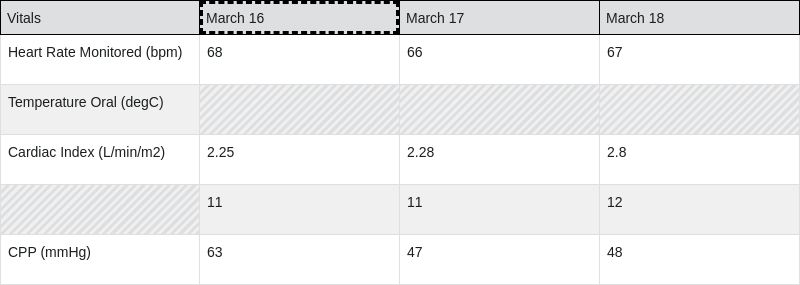 Vitals March 16 March 17 March 18
Heart Rate Monitored (bpm) 68 66 67
Temperature Oral (degC)
Cardiac Index (L/min/m2) 2.25 2.28 2.8
11 11 12
CPP (mmHg) 63 47 48